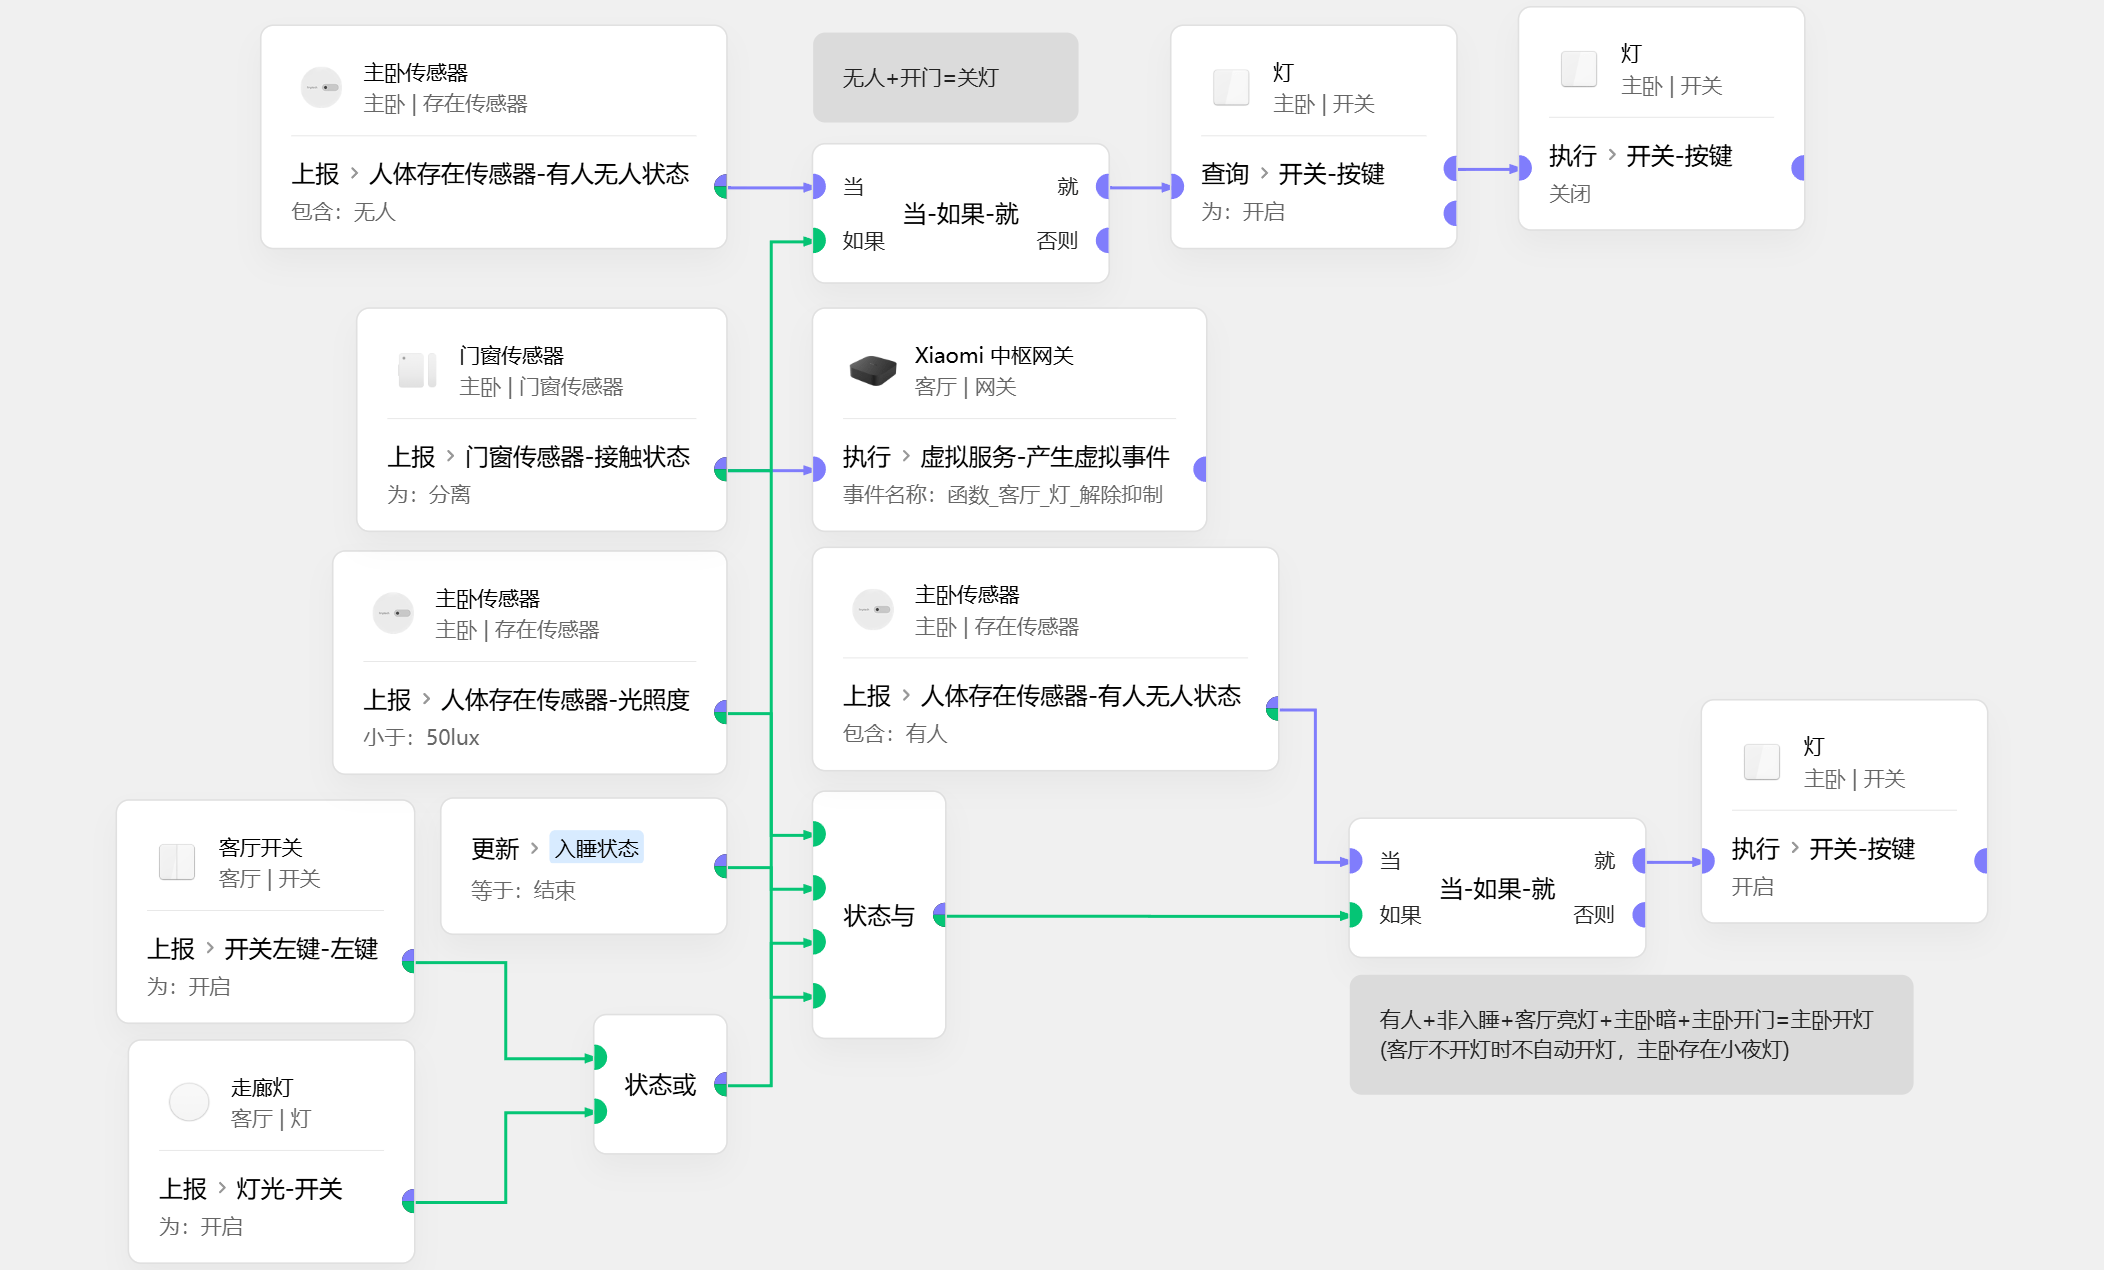 主卧传感器
主卧 | 存在传感器
上报 › 人体存在传感器-有人无人状态
包含：无人
无人+开门=关灯
当
就
当-如果-就
如果
否则
灯
主卧 | 开关
查询 › 开关-按键
为：开启
灯
主卧 | 开关
执行 › 开关-按键
关闭
门窗传感器
主卧 | 门窗传感器
上报 › 门窗传感器-接触状态
为：分离
Xiaomi 中枢网关
客厅 | 网关
执行 › 虚拟服务-产生虚拟事件
事件名称：函数_客厅_灯_解除抑制
主卧传感器
主卧 | 存在传感器
上报 › 人体存在传感器-光照度
小于：50lux
主卧传感器
主卧 | 存在传感器
上报 › 人体存在传感器-有人无人状态
包含：有人
客厅开关
客厅 | 开关
上报 › 开关左键-左键
为：开启
更新 › 入睡状态
等于：结束
状态与
当
就
当-如果-就
如果
否则
灯
主卧 | 开关
执行 › 开关-按键
开启
走廊灯
客厅 | 灯
上报 › 灯光-开关
为：开启
状态或
有人+非入睡+客厅亮灯+主卧暗+主卧开门=主卧开灯
(客厅不开灯时不自动开灯，主卧存在小夜灯)